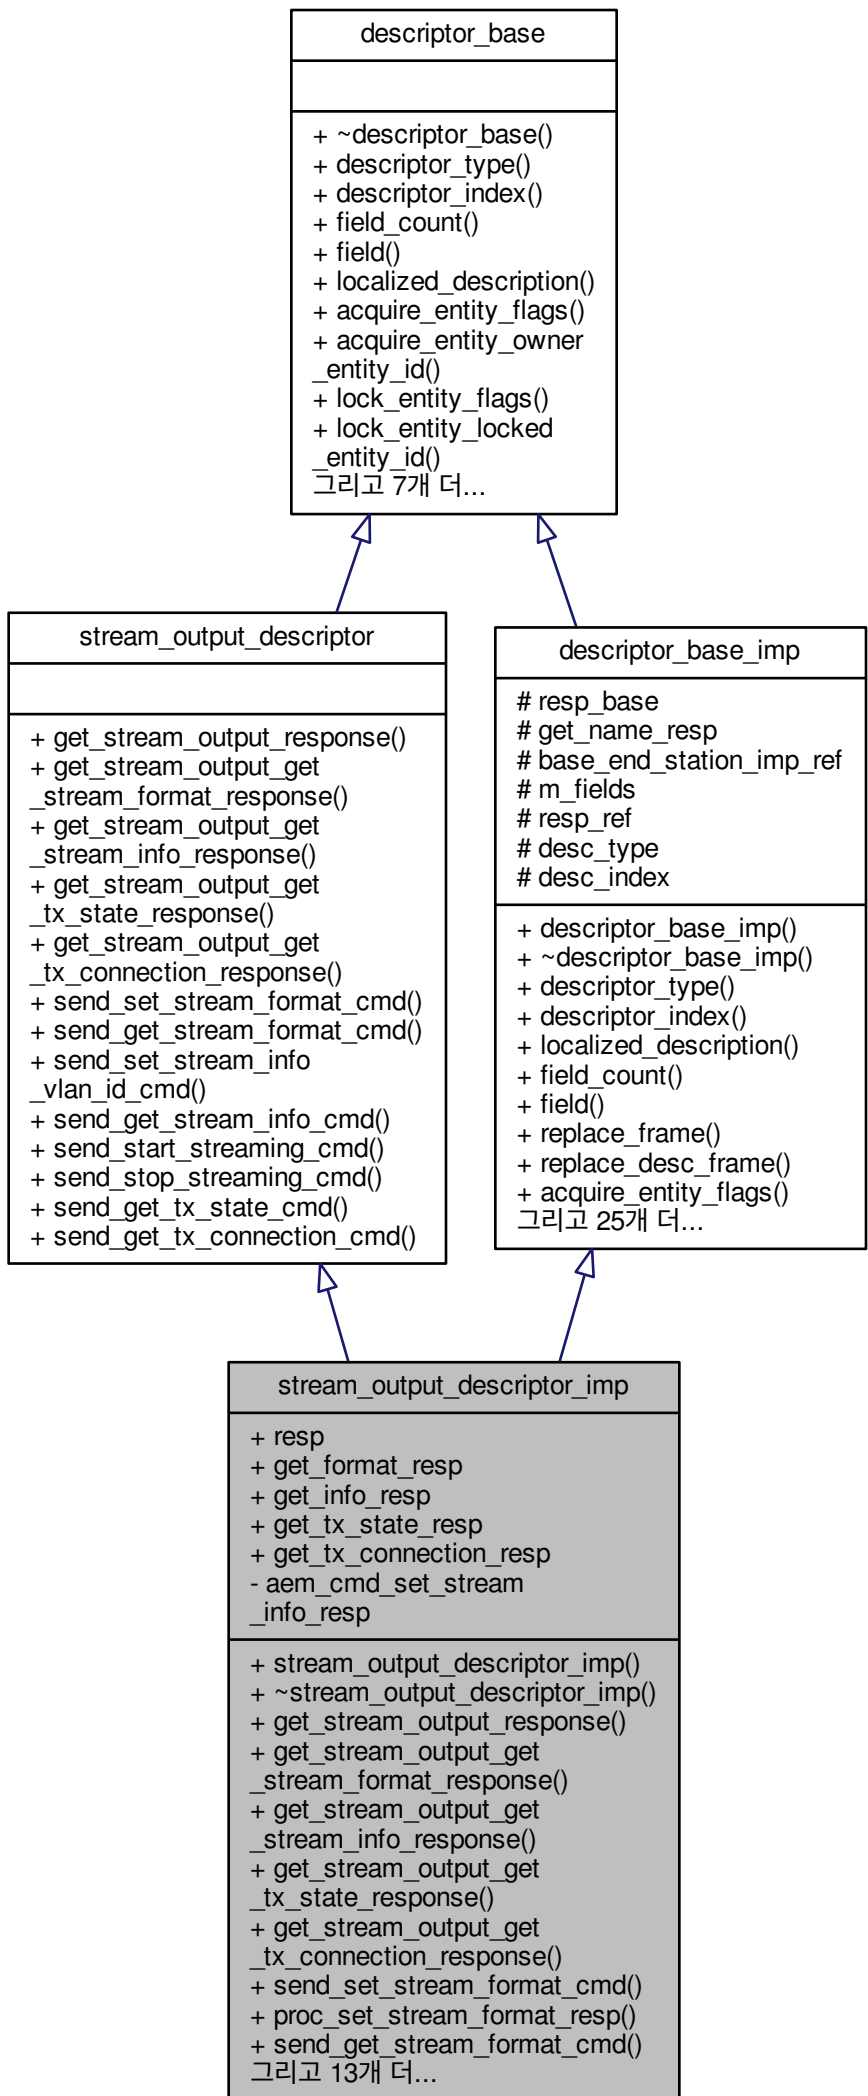 descriptor_base
+ ~descriptor_base()
+ descriptor_type()
+ descriptor_index()
+ field_count()
+ field()
+ localized_description()
+ acquire_entity_flags()
+ acquire_entity_owner
_entity_id()
+ lock_entity_flags()
+ lock_entity_locked
_entity_id()
그리고 7개 더...
stream_output_descriptor
+ get_stream_output_response()
+ get_stream_output_get
_stream_format_response()
+ get_stream_output_get
_stream_info_response()
+ get_stream_output_get
_tx_state_response()
+ get_stream_output_get
_tx_connection_response()
+ send_set_stream_format_cmd()
+ send_get_stream_format_cmd()
+ send_set_stream_info
_vlan_id_cmd()
+ send_get_stream_info_cmd()
+ send_start_streaming_cmd()
+ send_stop_streaming_cmd()
+ send_get_tx_state_cmd()
+ send_get_tx_connection_cmd()
descriptor_base_imp
# resp_base
# get_name_resp
# base_end_station_imp_ref
# m_fields
# resp_ref
# desc_type
# desc_index
+ descriptor_base_imp()
+ ~descriptor_base_imp()
+ descriptor_type()
+ descriptor_index()
+ localized_description()
+ field_count()
+ field()
+ replace_frame()
+ replace_desc_frame()
+ acquire_entity_flags()
그리고 25개 더...
stream_output_descriptor_imp
+ resp
+ get_format_resp
+ get_info_resp
+ get_tx_state_resp
+ get_tx_connection_resp
- aem_cmd_set_stream
_info_resp
+ stream_output_descriptor_imp()
+ ~stream_output_descriptor_imp()
+ get_stream_output_response()
+ get_stream_output_get
_stream_format_response()
+ get_stream_output_get
_stream_info_response()
+ get_stream_output_get
_tx_state_response()
+ get_stream_output_get
_tx_connection_response()
+ send_set_stream_format_cmd()
+ proc_set_stream_format_resp()
+ send_get_stream_format_cmd()
그리고 13개 더...